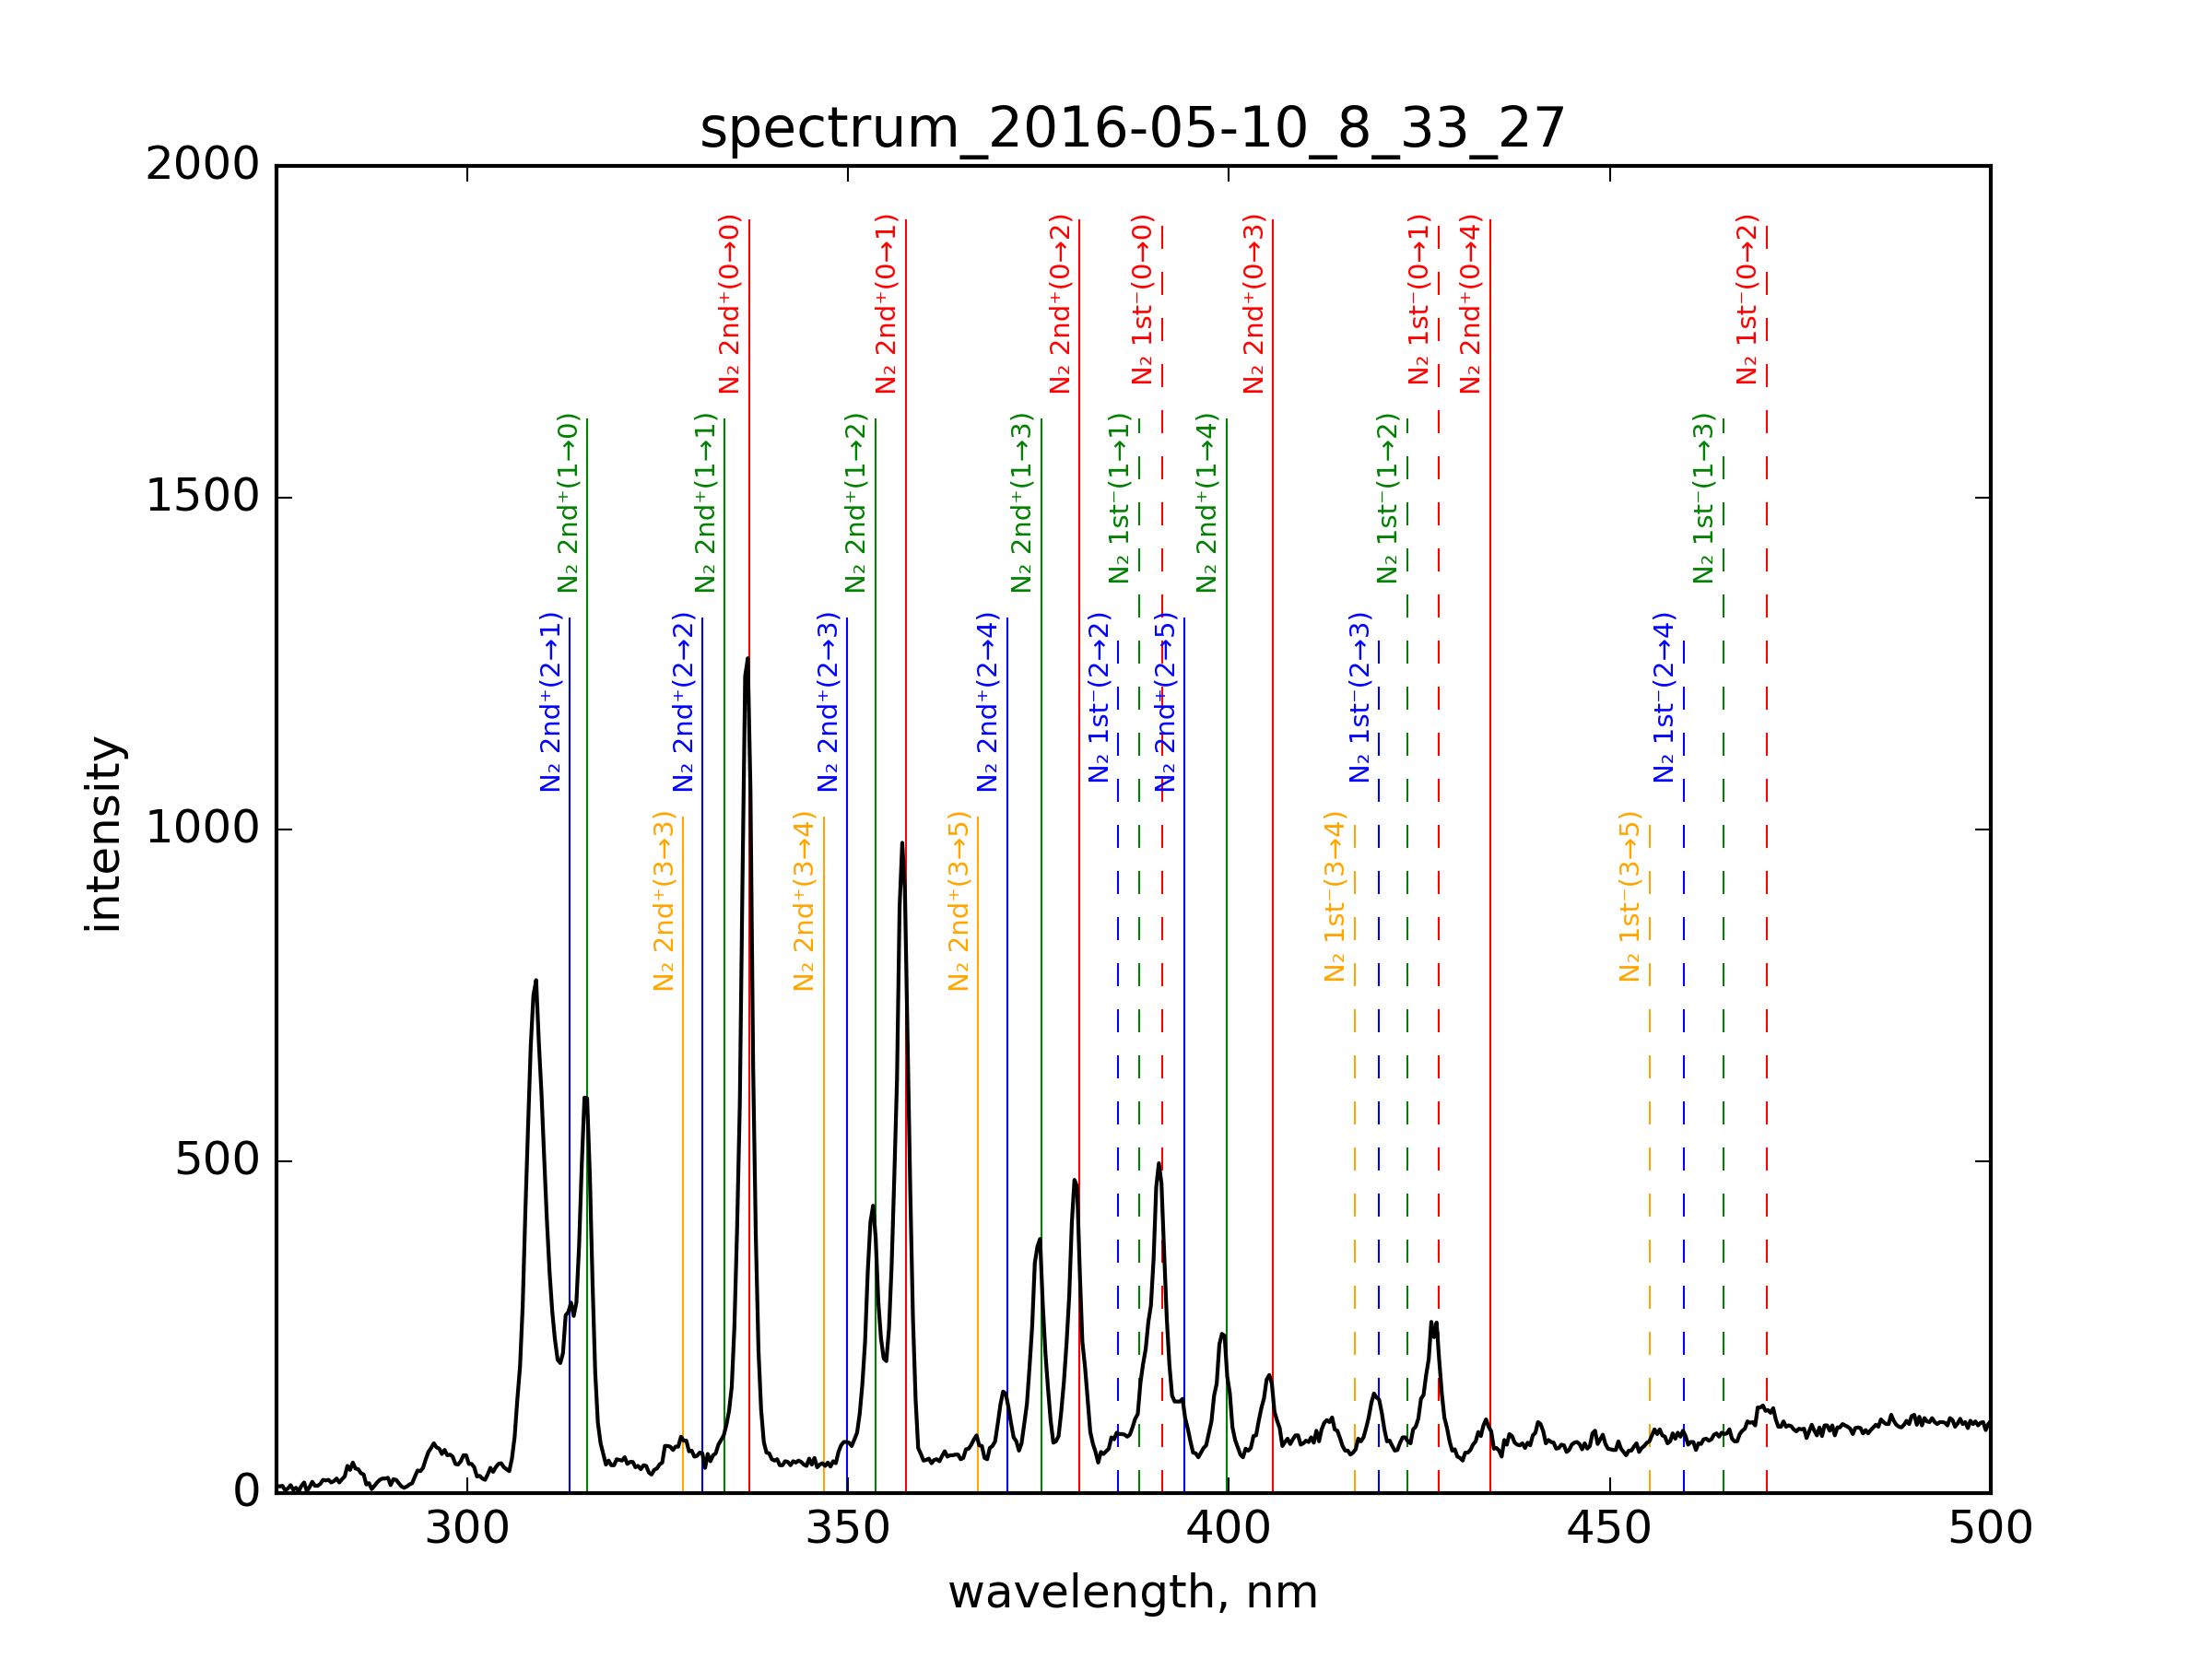 spectrum_2016-05-10_8_33_27
2000
1500
1000
500
0
intensity
N₂ 2nd⁺(0→0)
N₂ 2nd⁺(0→1)
N₂ 2nd⁺(0→2)
N₂ 1st⁻(0→0)
N₂ 2nd⁺(0→3)
N₂ 1st⁻(0→1)
N₂ 2nd⁺(0→4)
N₂ 1st⁻(0→2)
N₂ 2nd⁺(1→0)
N₂ 2nd⁺(1→1)
N₂ 2nd⁺(1→2)
N₂ 2nd⁺(1→3)
N₂ 1st⁻(1→1)
N₂ 2nd⁺(1→4)
N₂ 1st⁻(1→2)
N₂ 1st⁻(1→3)
N₂ 2nd⁺(2→1)
N₂ 2nd⁺(2→2)
N₂ 2nd⁺(2→3)
N₂ 2nd⁺(2→4)
N₂ 1st⁻(2→2)
N₂ 2nd⁺(2→5)
N₂ 1st⁻(2→3)
N₂ 1st⁻(2→4)
N₂ 2nd⁺(3→3)
N₂ 2nd⁺(3→4)
N₂ 2nd⁺(3→5)
N₂ 1st⁻(3→4)
N₂ 1st⁻(3→5)
300 350 400 450 500
wavelength, nm